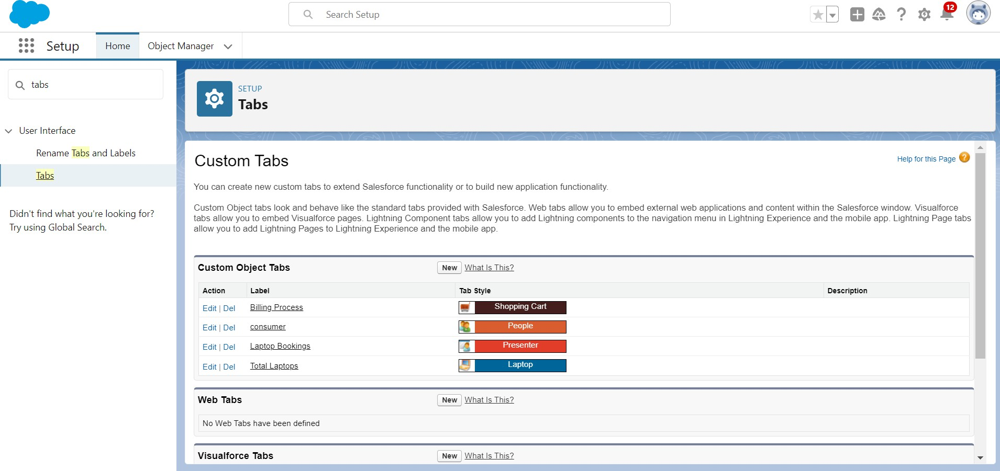 Search Setup
12
Setup
Home
Object Manager
tabs
User Interface
Rename Tabs and Labels
Tabs
Didn't find what you're looking for?
Try using Global Search.
SETUP
Tabs
Custom Tabs
Help for this Page
You can create new custom tabs to extend Salesforce functionality or to build new application functionality.
Custom Object tabs look and behave like the standard tabs provided with Salesforce. Web tabs allow you to embed external web applications and content within the Salesforce window. Visualforce
tabs allow you to embed Visualforce pages. Lightning Component tabs allow you to add Lightning components to the navigation menu in Lightning Experience and the mobile app. Lightning Page tabs
allow you to add Lightning Pages to Lightning Experience and the mobile app.
Custom Object Tabs New What Is This?
Action Label Tab Style Description
Edit | Del Billing Process Shopping Cart
Edit | Del consumer People
Edit | Del Laptop Bookings Presenter
Edit | Del Total Laptops Laptop
Web Tabs New What Is This?
No Web Tabs have been defined
Visualforce Tabs New What Is This?